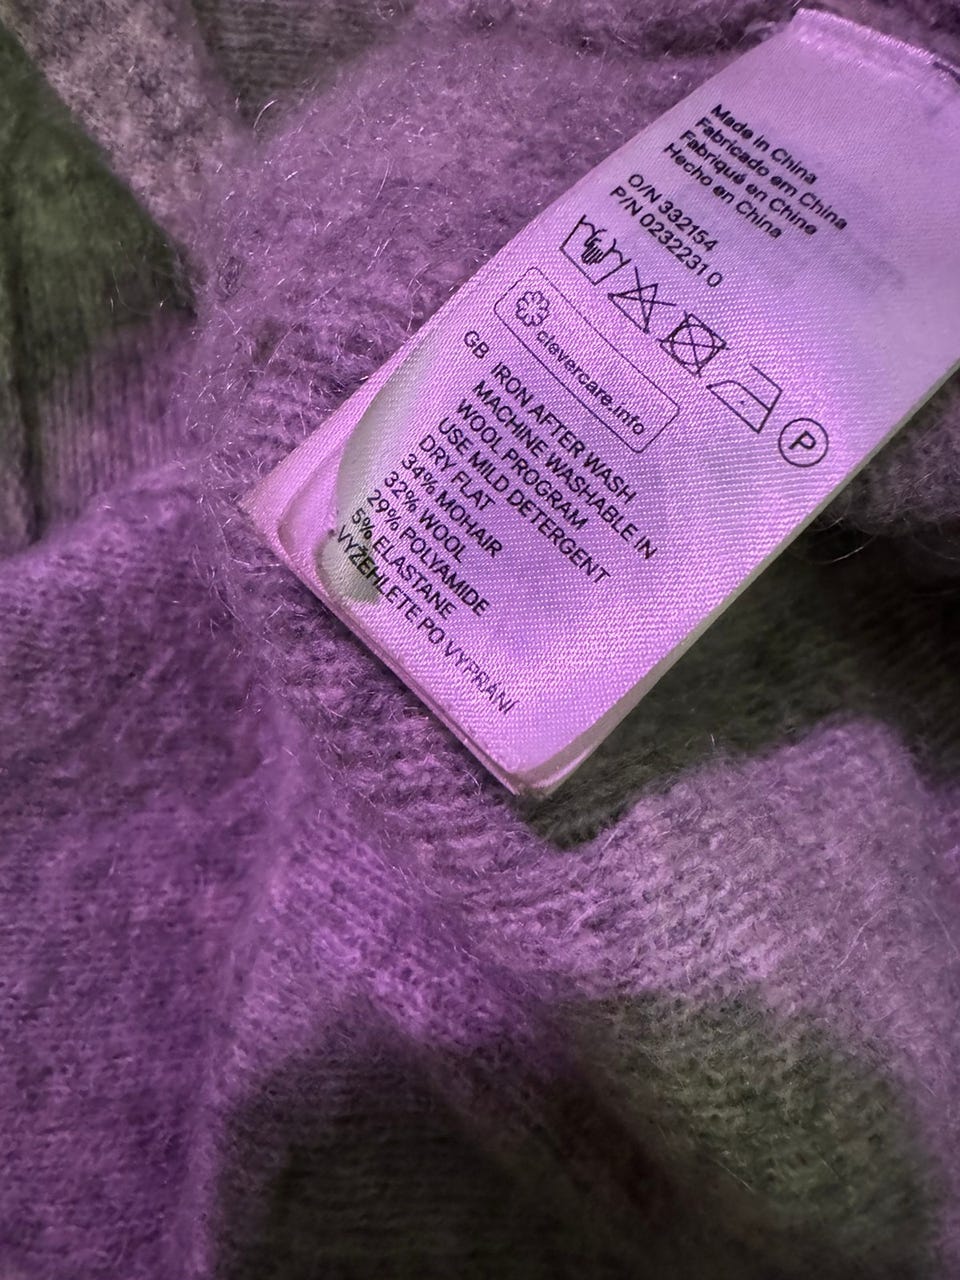 Made in China
Fabricado em China
Fabriqué en Chine
Hecho en China
O/N 332154
P/N 0232231 0
clevercare.info
GB IRON AFTER WASH
MACHINE WASHABLE IN
WOOL PROGRAM
USE MILD DETERGENT
DRY FLAT
34% MOHAIR
32% WOOL
29% POLYAMIDE
5% ELASTANE
VYŽEHLETE PO VYPRÁNÍ
P